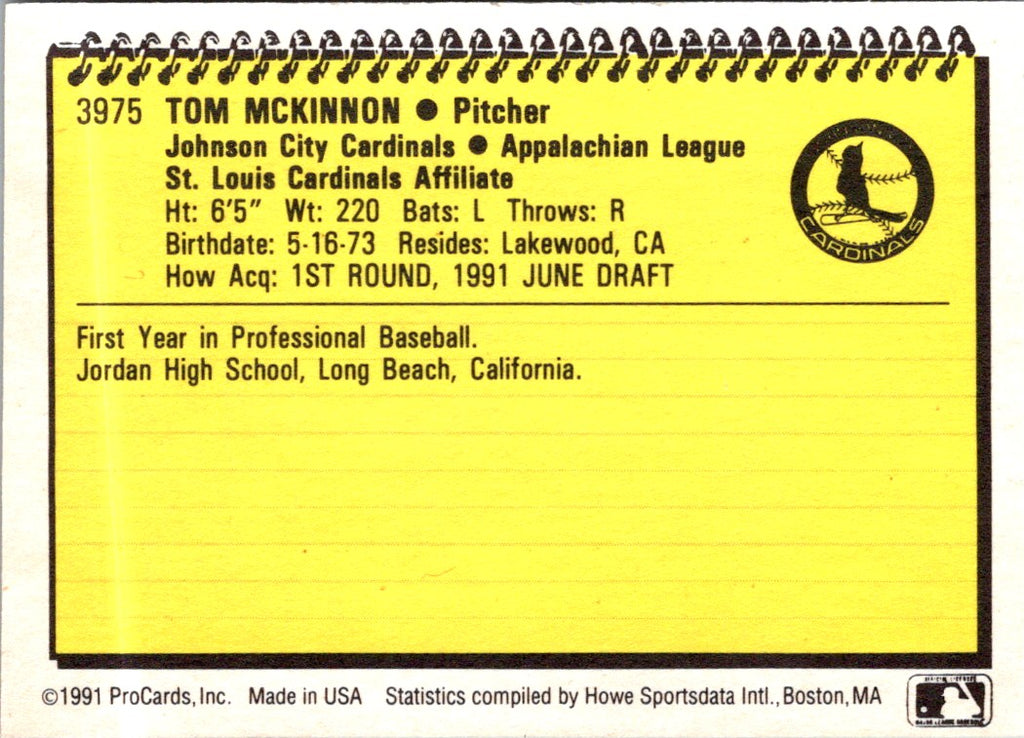 3975 TOM MCKINNON ● Pitcher
Johnson City Cardinals ● Appalachian League
St. Louis Cardinals Affiliate
Ht: 6'5" Wt: 220 Bats: L Throws: R
Birthdate: 5-16-73 Resides: Lakewood, CA
How Acq: 1ST ROUND, 1991 JUNE DRAFT
CARDINALS
First Year in Professional Baseball.
Jordan High School, Long Beach, California.
©1991 ProCards, Inc. Made in USA Statistics compiled by Howe Sportsdata Intl., Boston, MA